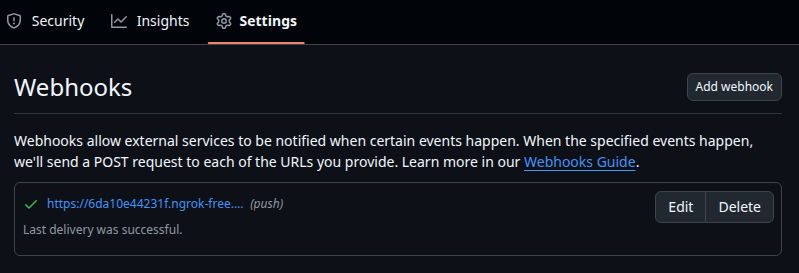 Security Insights Settings
Webhooks Add webhook
Webhooks allow external services to be notified when certain events happen. When the specified events happen,
we'll send a POST request to each of the URLs you provide. Learn more in our Webhooks Guide.
https://6da10e44231f.ngrok-free.... (push) Edit Delete
Last delivery was successful.